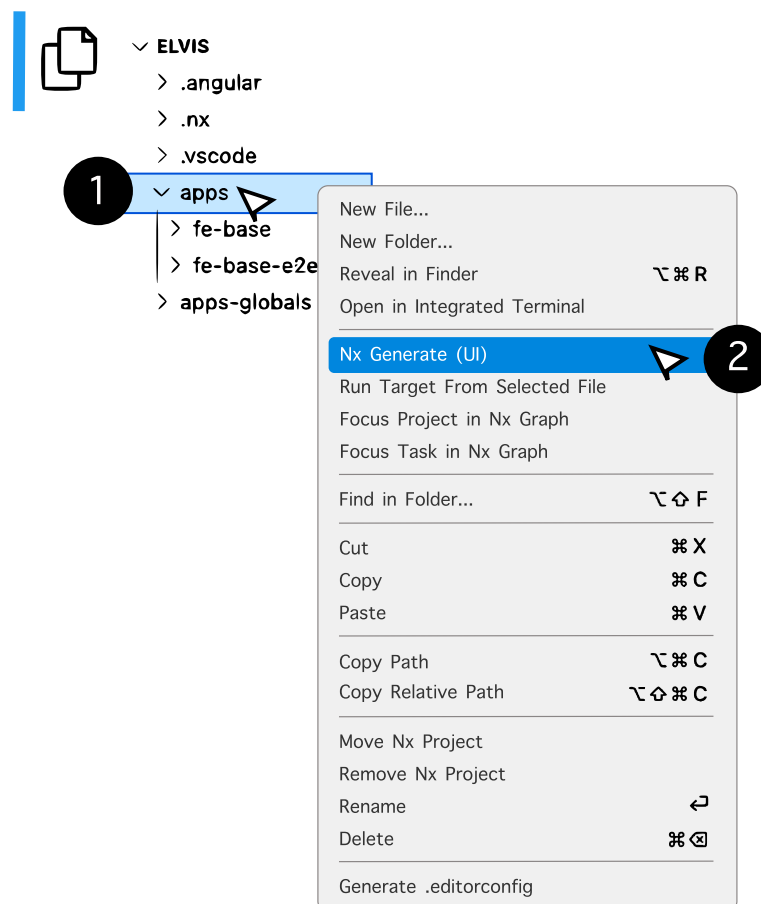 ELVIS
.angular
.nx
.vscode
1
apps
fe-base
fe-base-e2e
apps-globals
New File...
New Folder...
Reveal in Finder ⌥⌘R
Open in Integrated Terminal
Nx Generate (UI)
2
Run Target From Selected File
Focus Project in Nx Graph
Focus Task in Nx Graph
Find in Folder... ⌥⇧F
Cut ⌘X
Copy ⌘C
Paste ⌘V
Copy Path ⌥⌘C
Copy Relative Path ⌥⇧⌘C
Move Nx Project
Remove Nx Project
Rename ↩
Delete ⌘⌫
Generate .editorconfig